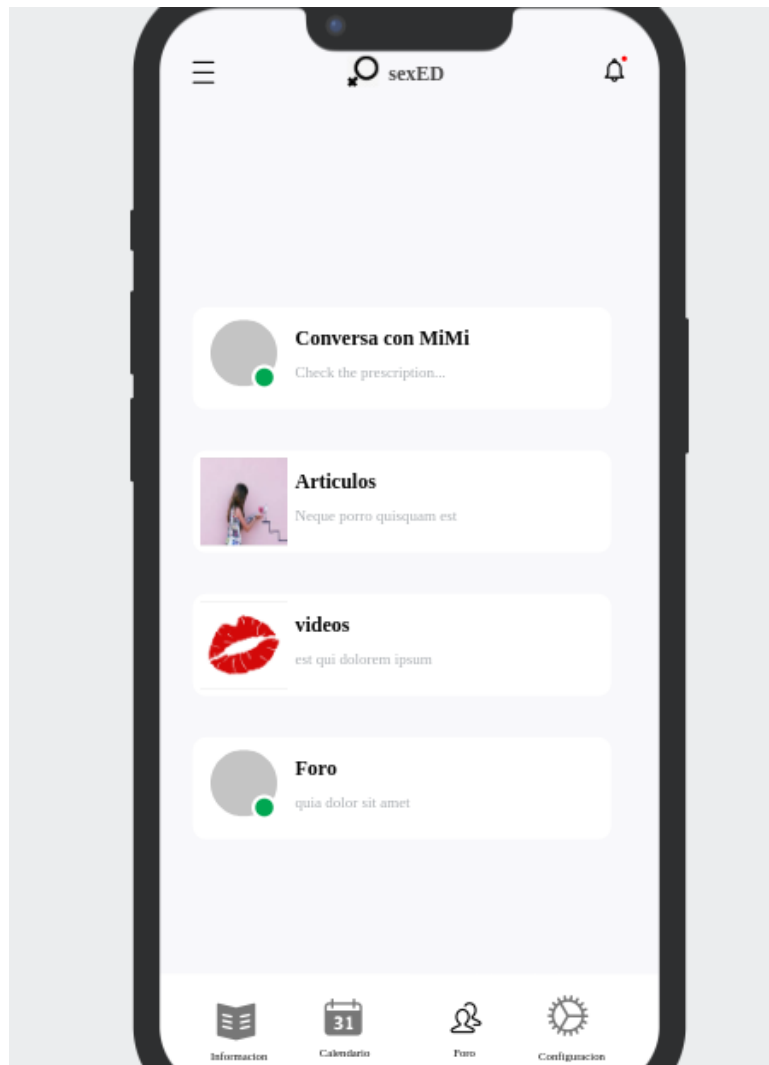 sexED
Conversa con MiMi
Check the prescription...
Articulos
Neque porro quisquam est
videos
est qui dolorem ipsum
Foro
quia dolor sit amet
31
Informacion
Calendario
Foro
Configuracion